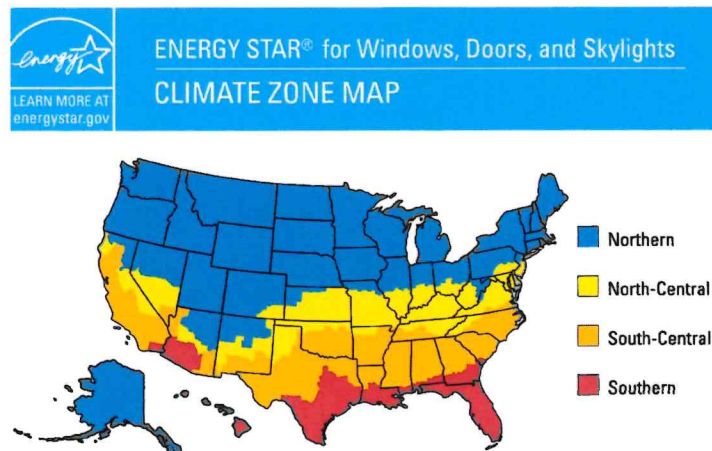 energy
LEARN MORE AT
energystar.gov
ENERGY STAR® for Windows, Doors, and Skylights
CLIMATE ZONE MAP
Northern
North-Central
South-Central
Southern